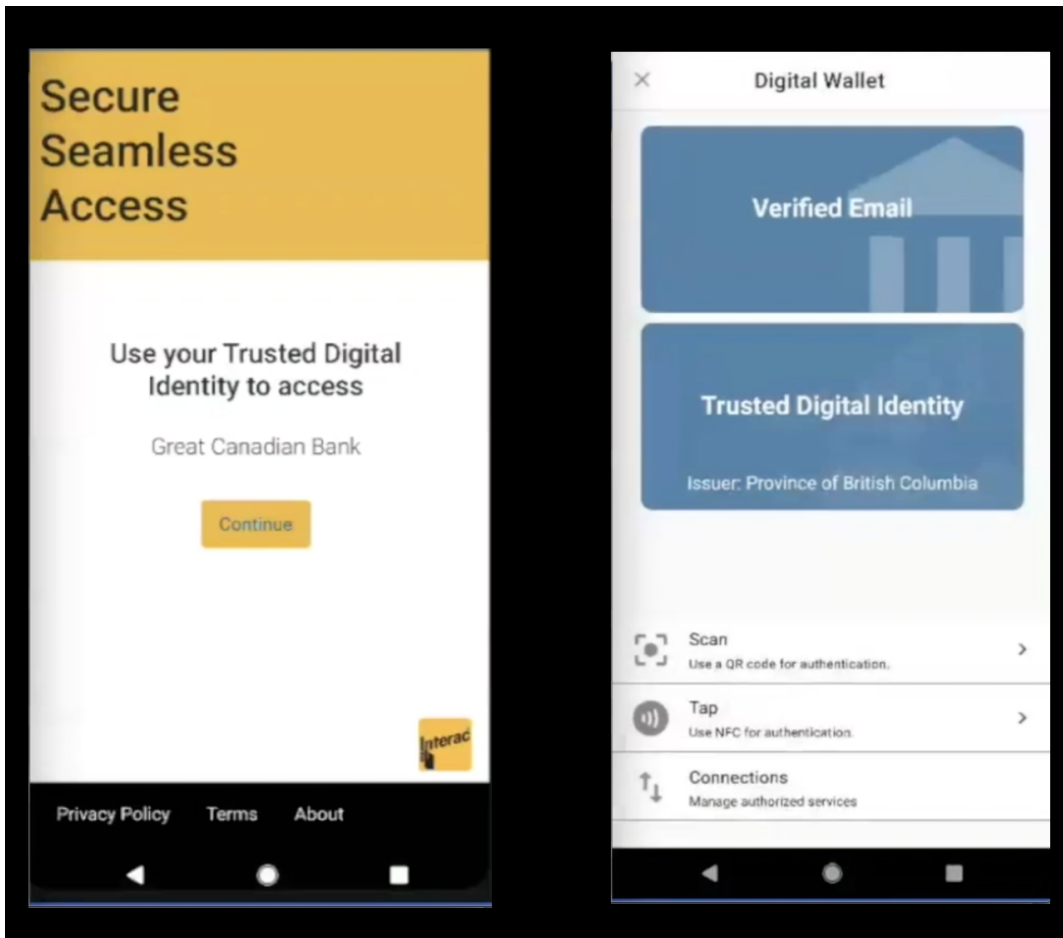 Secure
Seamless
Access
Use your Trusted Digital
Identity to access
Great Canadian Bank
Continue
Interac
Privacy Policy Terms About
Digital Wallet
Verified Email
Trusted Digital Identity
Issuer: Province of British Columbia
Scan
Use a QR code for authentication.
Tap
Use NFC for authentication.
Connections
Manage authorized services